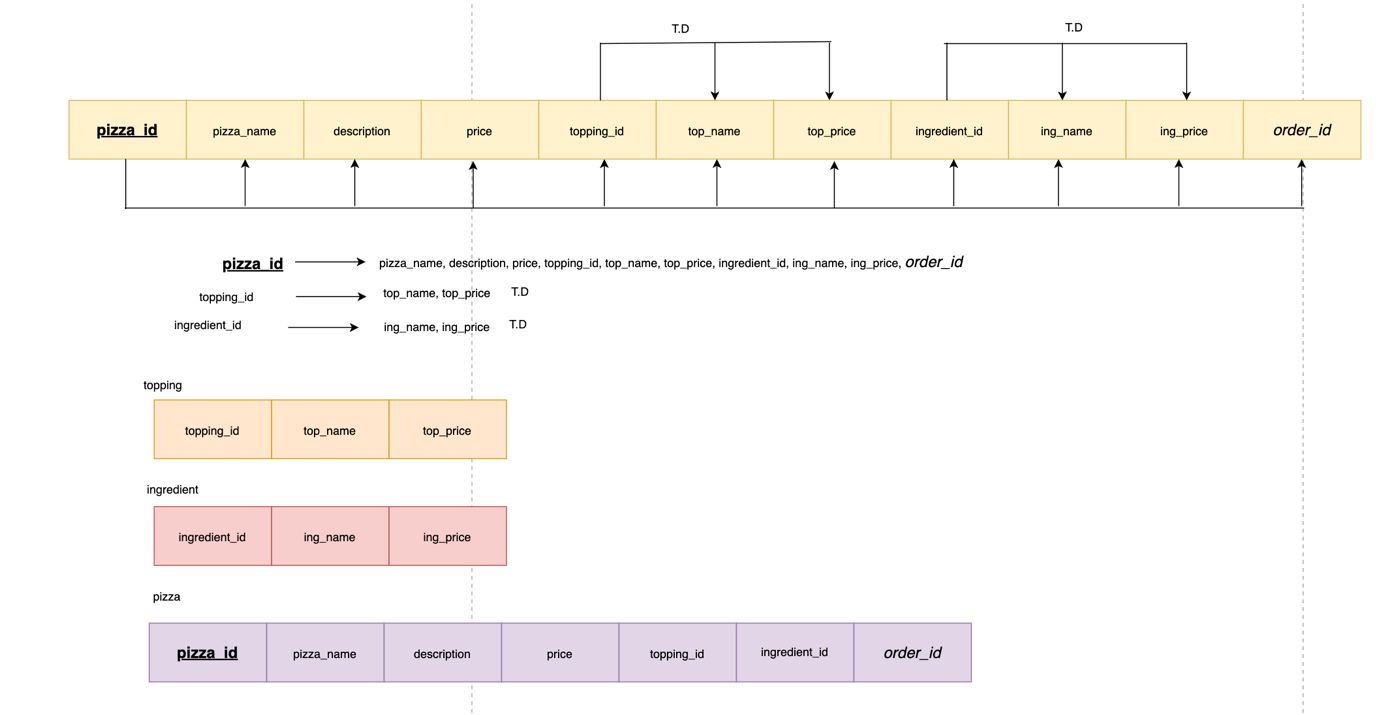 T.D T.D
pizza_id pizza_name description price topping_id top_name top_price ingredient_id ing_name ing_price order_id
pizza_id pizza_name, description, price, topping_id, top_name, top_price, ingredient_id, ing_name, ing_price, order_id
topping_id top_name, top_price T.D
ingredient_id ing_name, ing_price T.D
topping
topping_id top_name top_price
ingredient
ingredient_id ing_name ing_price
pizza
pizza_id pizza_name description price topping_id ingredient_id order_id